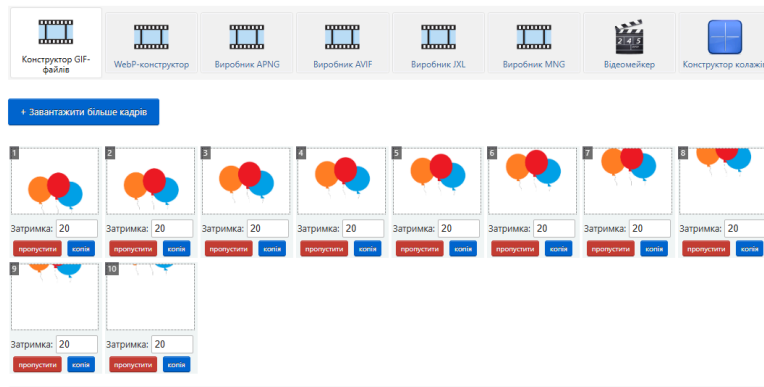 Конструктор GIF-
файлів
WebP-конструктор
Виробник APNG
Виробник AVIF
Виробник JXL
Виробник MNG
2 4 5
Відеомейкер
Конструктор колажів
+ Завантажити більше кадрів
1 2 3 4 5 6 7 8
Затримка: 20 Затримка: 20 Затримка: 20 Затримка: 20 Затримка: 20 Затримка: 20 Затримка: 20 Затримка: 20
пропустити копія пропустити копія пропустити копія пропустити копія пропустити копія пропустити копія пропустити копія пропустити копія
9 10
Затримка: 20 Затримка: 20
пропустити копія пропустити копія